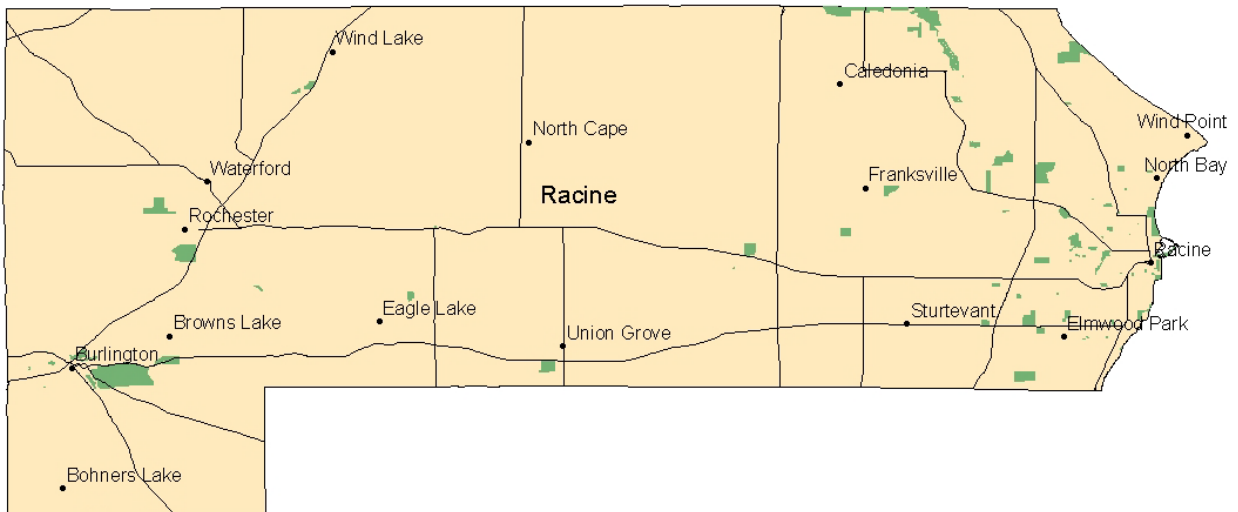 Wind Lake
Caledonia
Wind Point
North Cape
North Bay
Waterford
Franksville
Racine
Rochester
Racine
Eagle Lake
Sturtevant
Browns Lake
Elmwood Park
Union Grove
Burlington
Bohners Lake